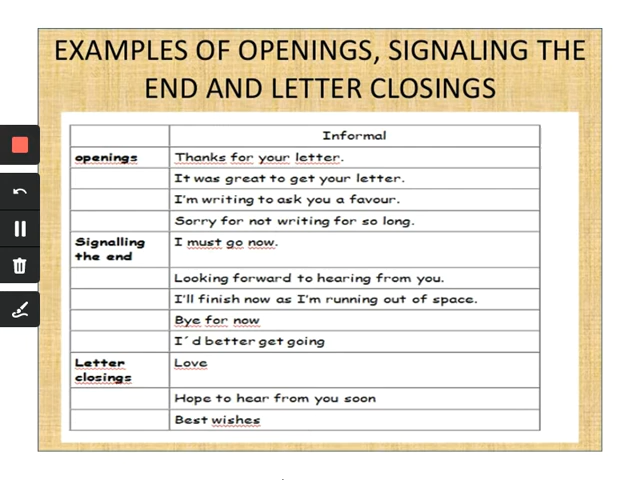 EXAMPLES OF OPENINGS, SIGNALING THE
END AND LETTER CLOSINGS
Informal
openings Thanks for your letter.
It was great to get your letter.
I'm writing to ask you a favour.
Sorry for not writing for so long.
Signalling I must go now.
the end
Looking forward to hearing from you.
I'll finish now as I'm running out of space.
Bye for now
I´d better get going
Letter Love
closings
Hope to hear from you soon
Best wishes